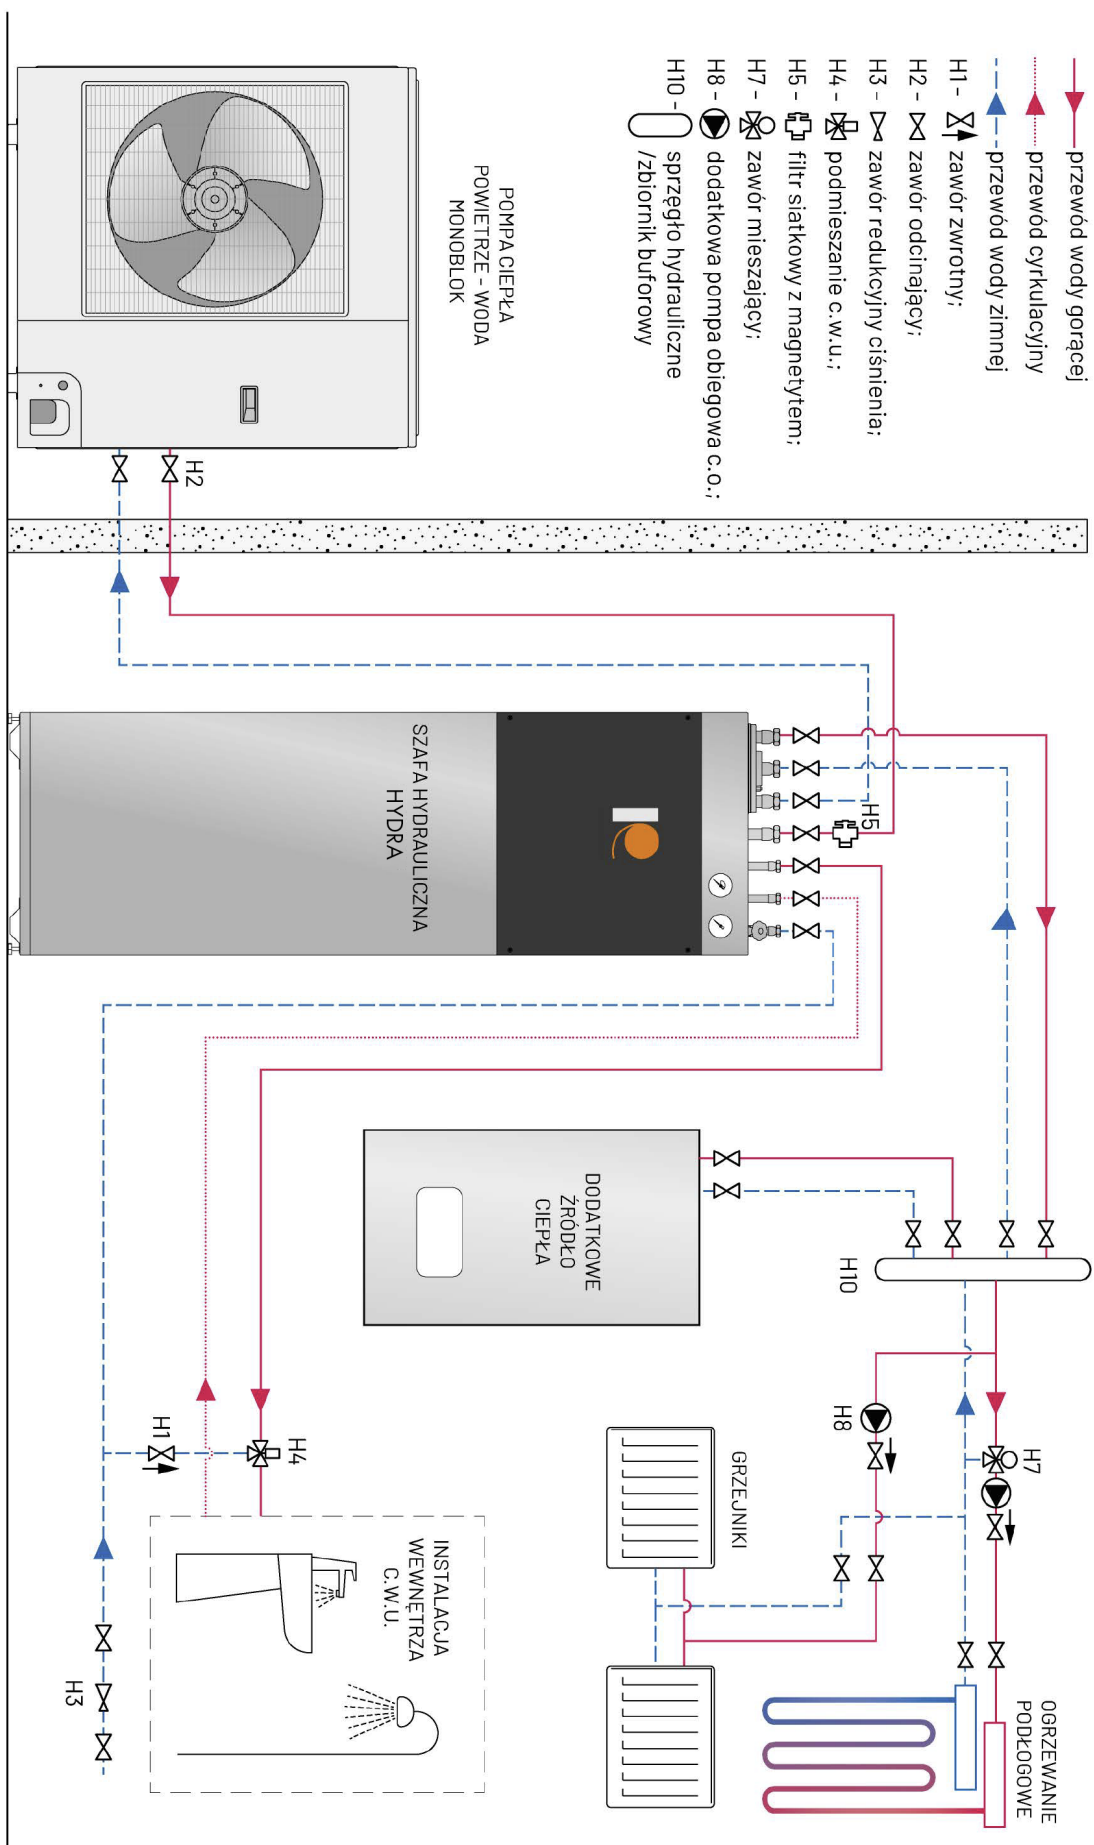 przewód wody gorącej
przewód cyrkulacyjny
przewód wody zimnej
H1 - zawór zwrotny;
H2 - zawór odcinający;
H3 - zawór redukcyjny ciśnienia;
H4 - podmieszanie c.w.u.;
H5 - filtr siatkowy z magnetytem;
H7 - zawór mieszający;
H8 - dodatkowa pompa obiegowa c.o.;
H10 - sprzęgło hydrauliczne
/zbiornik buforowy
POMPA CIEPŁA
POWIETRZE - WODA
MONOBLOK
H2
H5
SZAFA HYDRAULICZNA
HYDRA
DODATKOWE
ŹRÓDŁO
CIEPŁA
H10
H7
H8
H4
H1
H3
GRZEJNIKI
OGRZEWANIE
PODŁOGOWE
INSTALACJA
WEWNĘTRZA
C.W.U.